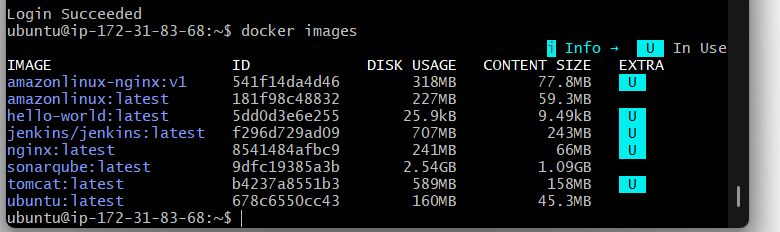 Login Succeeded
ubuntu@ip-172-31-83-68:~$ docker images
i Info → U In Use
IMAGE ID DISK USAGE CONTENT SIZE EXTRA
amazonlinux-nginx:v1 541f14da4d46 318MB 77.8MB U
amazonlinux:latest 181f98c48832 227MB 59.3MB
hello-world:latest 5dd0d3e6e255 25.9kB 9.49kB U
jenkins/jenkins:latest f296d729ad09 707MB 243MB U
nginx:latest 8541484afbc9 241MB 66MB U
sonarqube:latest 9dfc19385a3b 2.54GB 1.09GB
tomcat:latest b4237a8551b3 589MB 158MB U
ubuntu:latest 678c6550cc43 160MB 45.3MB
ubuntu@ip-172-31-83-68:~$